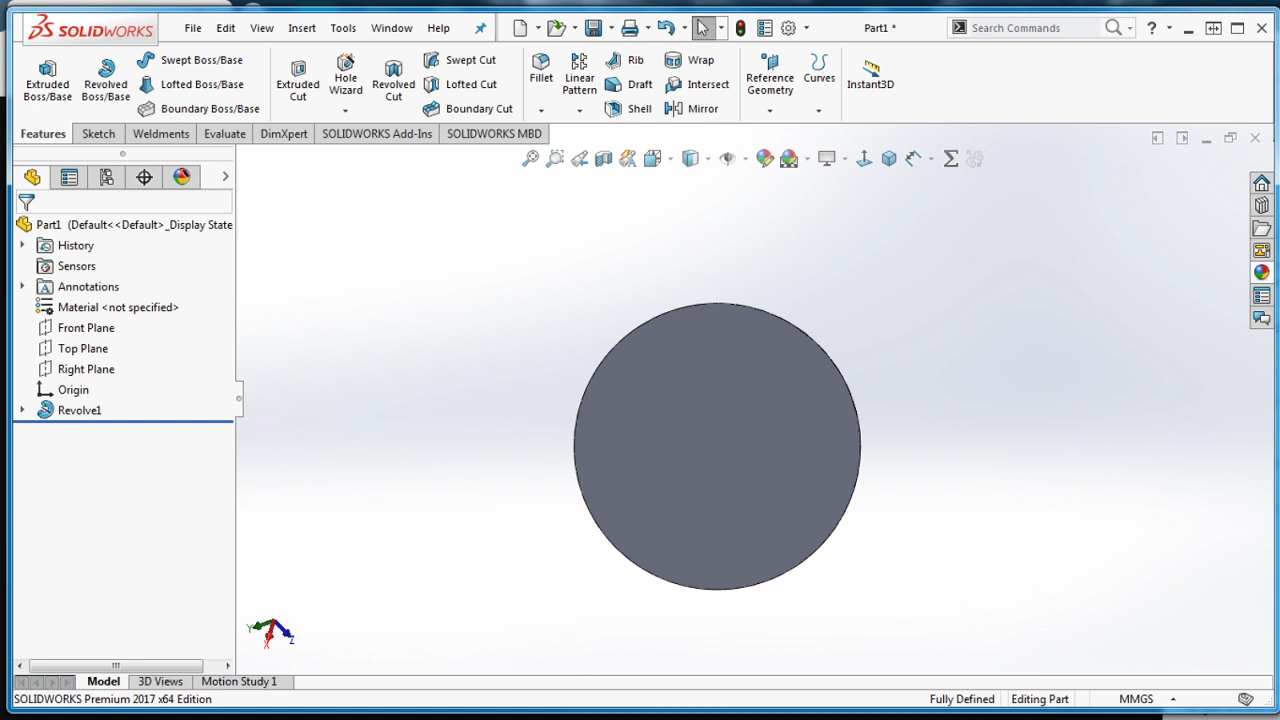 SOLIDWORKS File Edit View Insert Tools Window Help Part1 * Search Commands ?
Extruded Boss/Base Revolved Boss/Base Swept Boss/Base Lofted Boss/Base Boundary Boss/Base Extruded Cut Hole Wizard Revolved Cut Swept Cut Lofted Cut Boundary Cut Fillet Linear Pattern Rib Draft Shell Wrap Intersect Mirror Reference Geometry Curves Instant3D
Features Sketch Weldments Evaluate DimXpert SOLIDWORKS Add-Ins SOLIDWORKS MBD
Part1 (Default<<Default>_Display State
History
Sensors
Annotations
Material <not specified>
Front Plane
Top Plane
Right Plane
Origin
Revolve1
Y X Z
Model 3D Views Motion Study 1
SOLIDWORKS Premium 2017 x64 Edition Fully Defined Editing Part MMGS